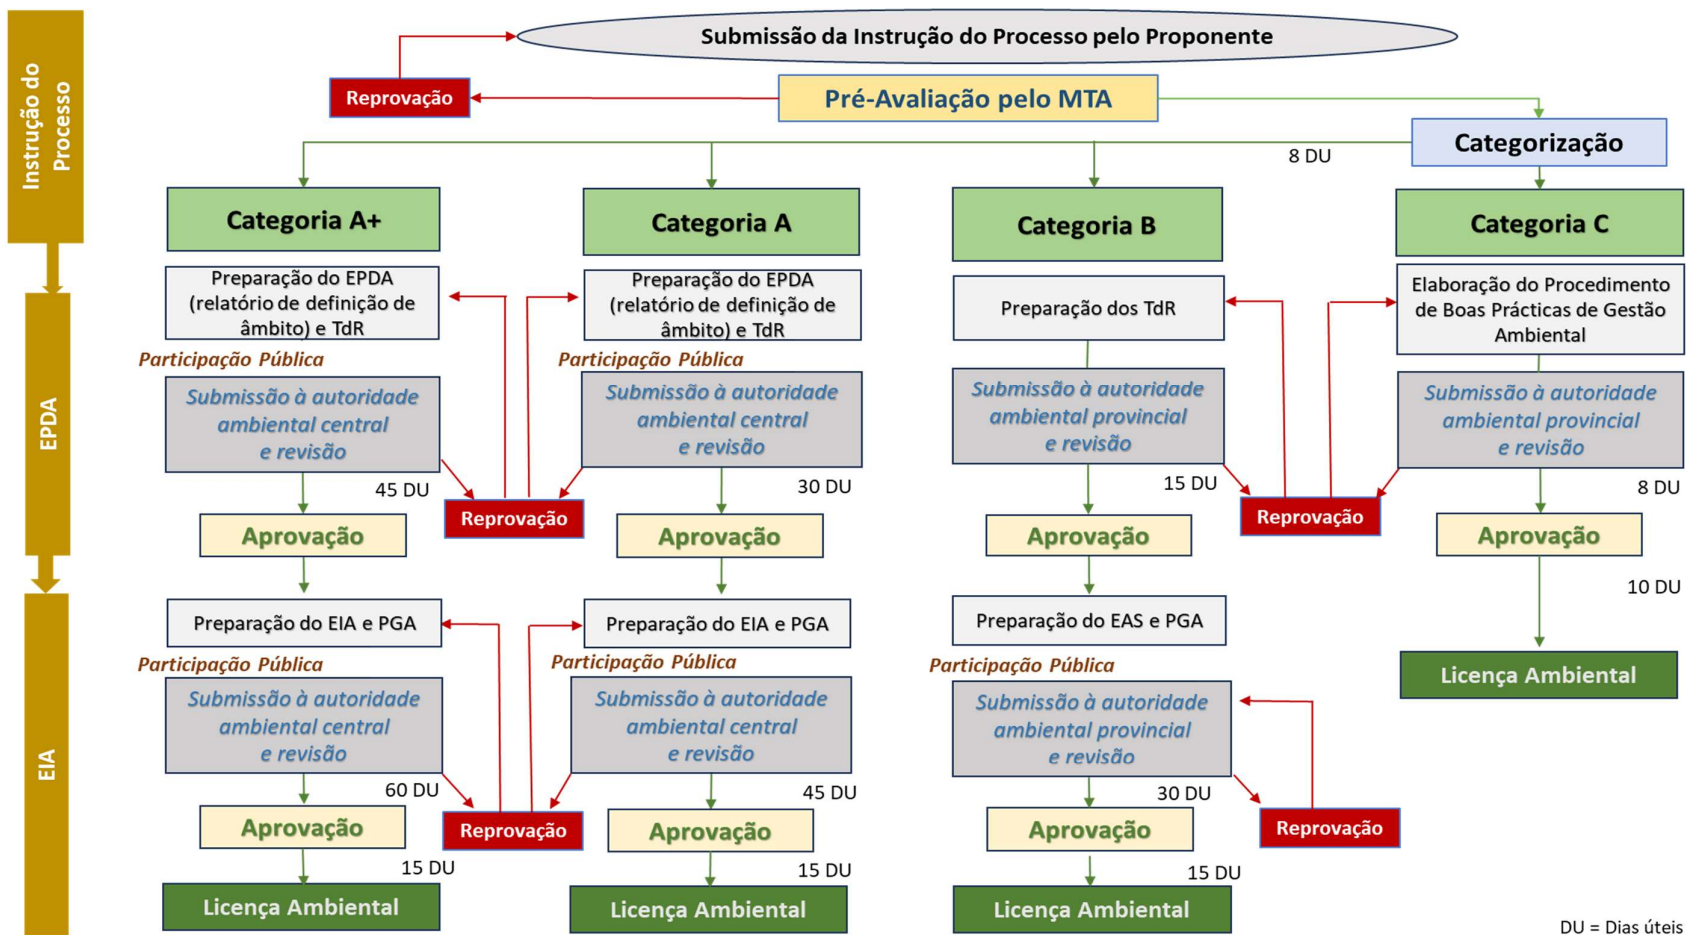 Instrução do
Processo
Submissão da Instrução do Processo pelo Proponente
Reprovação
Pré-Avaliação pelo MTA
Categorização
8 DU
Categoria A+
Categoria A
Categoria B
Categoria C
EPDA
Preparação do EPDA
(relatório de definição de
âmbito) e TdR
Preparação do EPDA
(relatório de definição de
âmbito) e TdR
Preparação dos TdR
Elaboração do Procedimento
de Boas Prácticas de Gestão
Ambiental
Participação Pública
Participação Pública
Submissão à autoridade
ambiental central
e revisão
Submissão à autoridade
ambiental central
e revisão
Submissão à autoridade
ambiental provincial
e revisão
Submissão à autoridade
ambiental provincial
e revisão
45 DU
30 DU
15 DU
8 DU
Reprovação
Reprovação
Aprovação
Aprovação
Aprovação
Aprovação
10 DU
EIA
Preparação do EIA e PGA
Preparação do EIA e PGA
Preparação do EAS e PGA
Licença Ambiental
Participação Pública
Participação Pública
Participação Pública
Submissão à autoridade
ambiental central
e revisão
Submissão à autoridade
ambiental central
e revisão
Submissão à autoridade
ambiental provincial
e revisão
60 DU
45 DU
30 DU
Aprovação
Reprovação
Aprovação
Aprovação
Reprovação
15 DU
15 DU
15 DU
Licença Ambiental
Licença Ambiental
Licença Ambiental
DU = Dias úteis